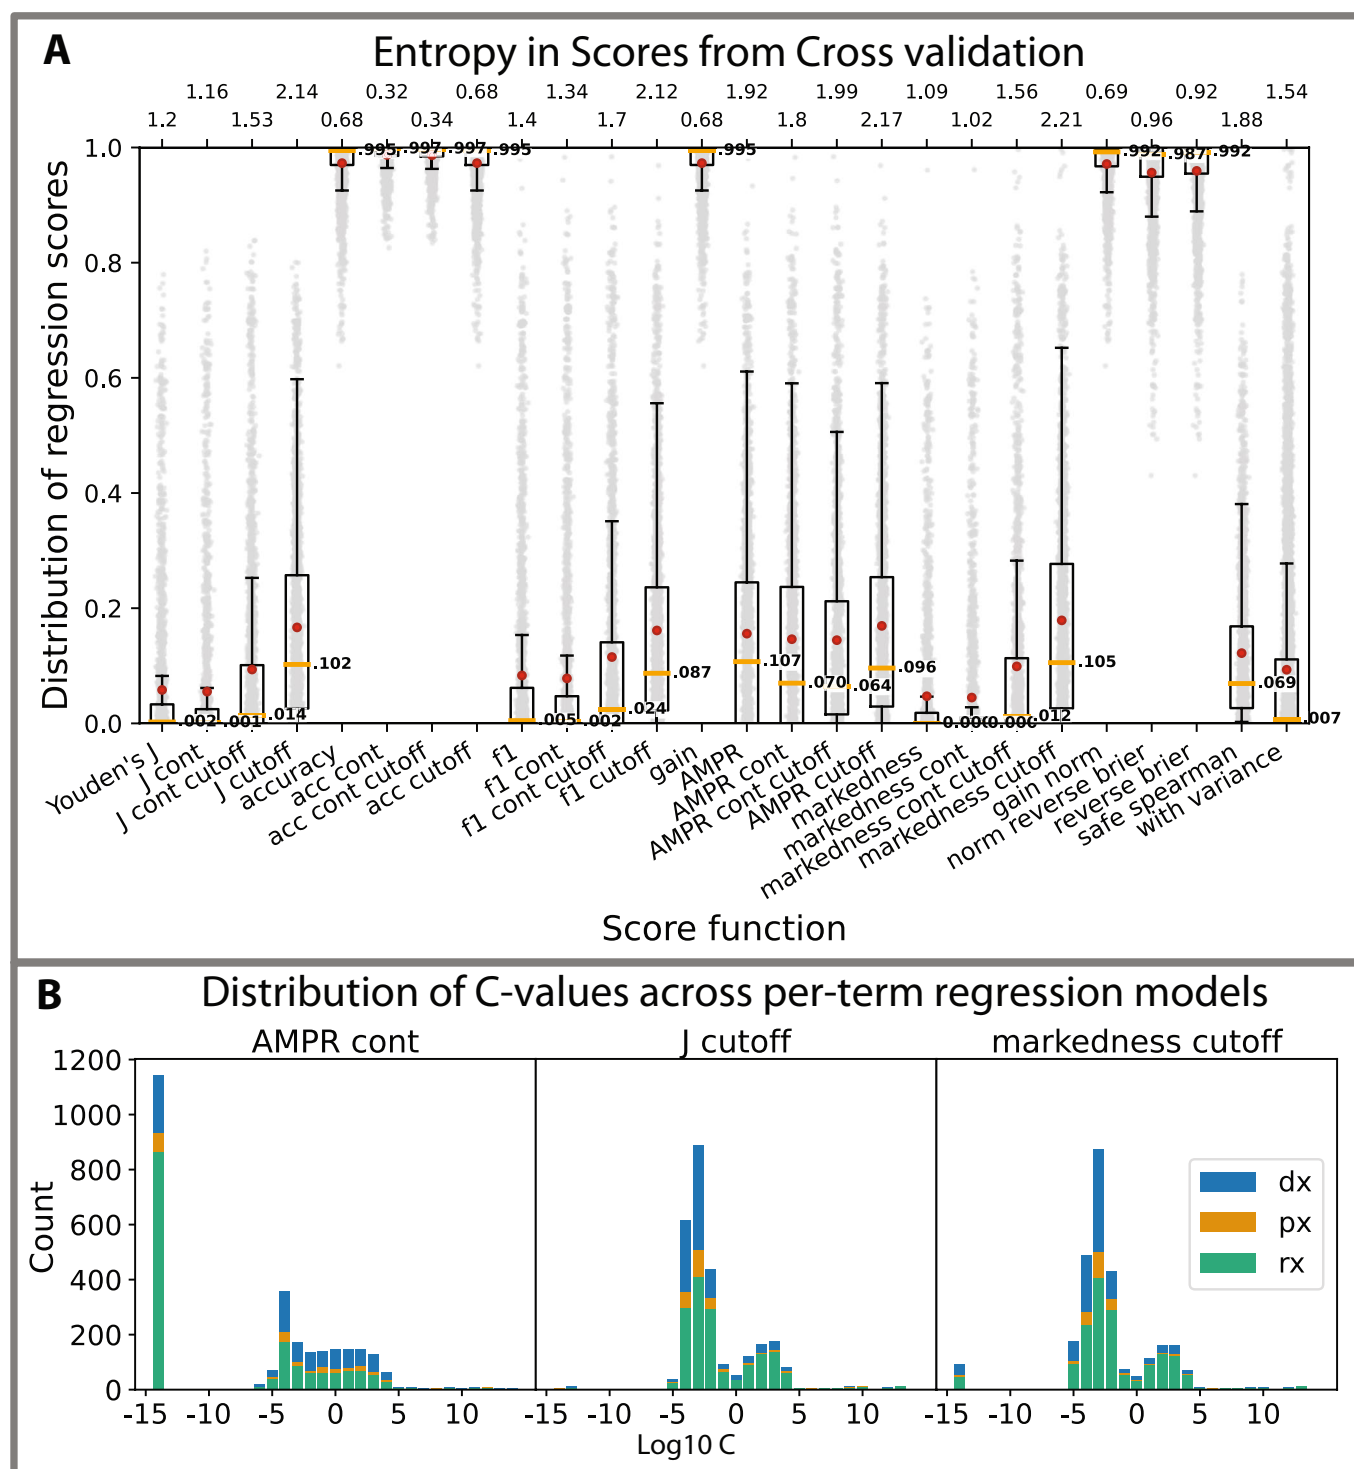 A Entropy in Scores from Cross validation
1.16 2.14 0.32 0.68 1.34 2.12 1.92 1.99 1.09 1.56 0.69 0.92 1.54
1.2 1.53 0.68 0.34 1.4 1.7 0.68 1.8 2.17 1.02 2.21 0.96 1.88
Distribution of regression scores
1.0
0.8
0.6
0.4
0.2
0.0
.995 .997 .997 .995 .995 .992 .987 .992
.002 .001 .014 .102 .005 .002 .024 .087 .107 .070 .064 .096 0.000 0.000 .012 .105 .069 .007
Youden's J
J cont
J cont cutoff
J cutoff
accuracy
acc cont
acc cont cutoff
acc cutoff
f1
f1 cont
f1 cont cutoff
f1 cutoff
gain
AMPR
AMPR cont
AMPR cont cutoff
AMPR cutoff
markedness
markedness cont
markedness cont cutoff
markedness cutoff
gain norm
norm reverse brier
reverse brier
safe spearman
with variance
Score function
B Distribution of C-values across per-term regression models
AMPR cont J cutoff markedness cutoff
Count
1200
1000
800
600
400
200
0
dx
px
rx
-15 -10 -5 0 5 -15 -10 -5 0 5 10 -15 -10 -5 0 5 10
Log10 C